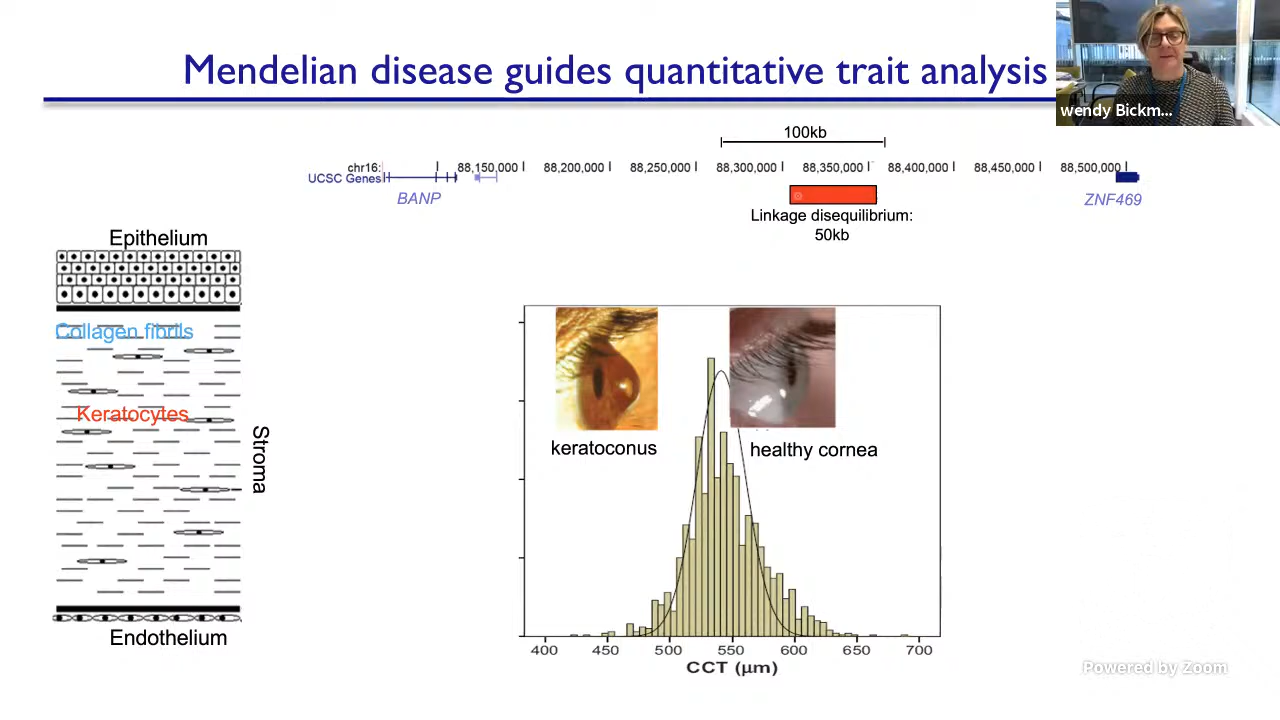 Mendelian disease guides quantitative trait analysis
wendy Bickm...
100kb
chr16: 88,150,000 88,200,000 88,250,000 88,300,000 88,350,000 88,400,000 88,450,000 88,500,000
UCSC Genes
BANP
ZNF469
Linkage disequilibrium:
50kb
Epithelium
Collagen fibrils
Keratocytes
Stroma
Endothelium
keratoconus
healthy cornea
400 450 500 550 600 650 700
CCT (µm)
Powered by Zoom